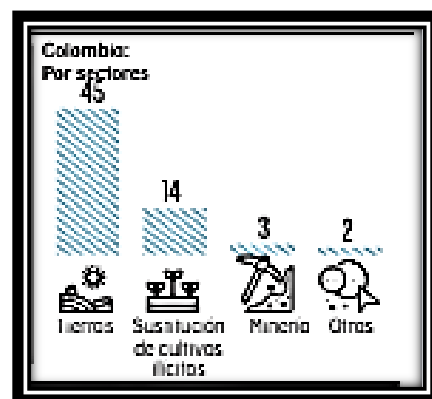 Colombia:
Por sectores
45
14
3
2
Tierras
Sustitución
de cultivos
ilícitos
Minería
Otros